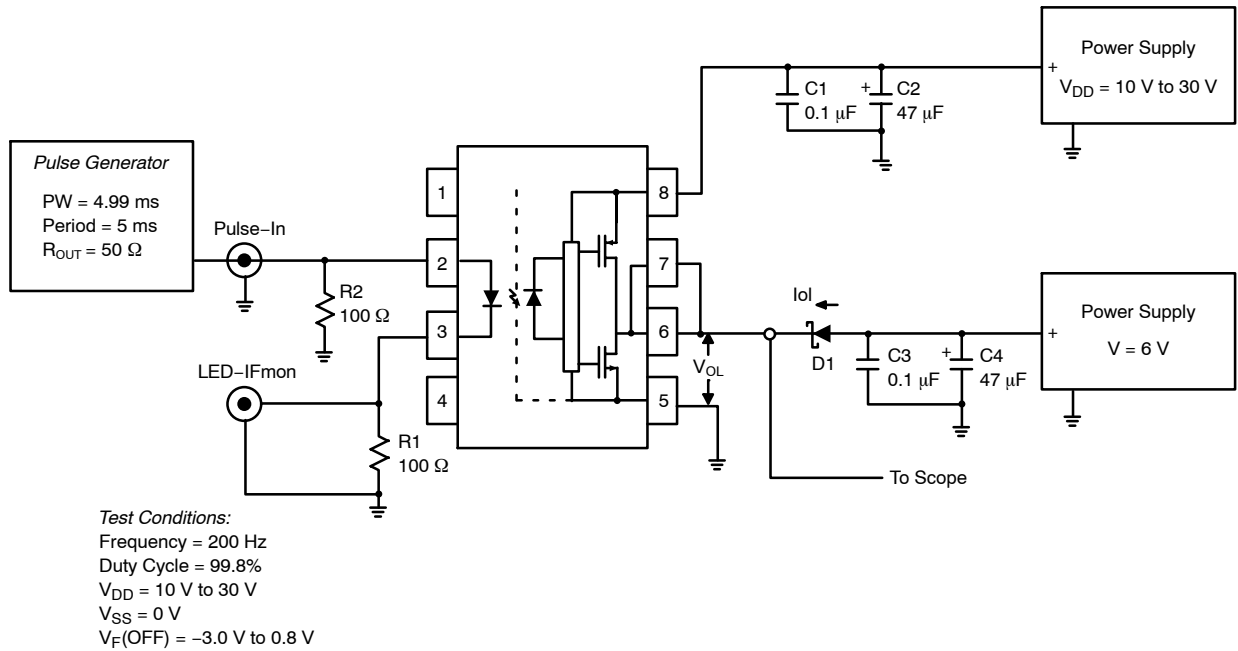 Power Supply
V_DD = 10 V to 30 V
+
C1
0.1 μF
+
C2
47 μF
Pulse Generator
PW = 4.99 ms
Period = 5 ms
R_OUT = 50 Ω
Pulse−In
1
8
2
7
R2
100 Ω
3
6
LED−IFmon
4
5
R1
100 Ω
V_OL
Iol
D1
C3
0.1 μF
+
C4
47 μF
+
Power Supply
V = 6 V
To Scope
Test Conditions:
Frequency = 200 Hz
Duty Cycle = 99.8%
V_DD = 10 V to 30 V
V_SS = 0 V
V_F(OFF) = −3.0 V to 0.8 V